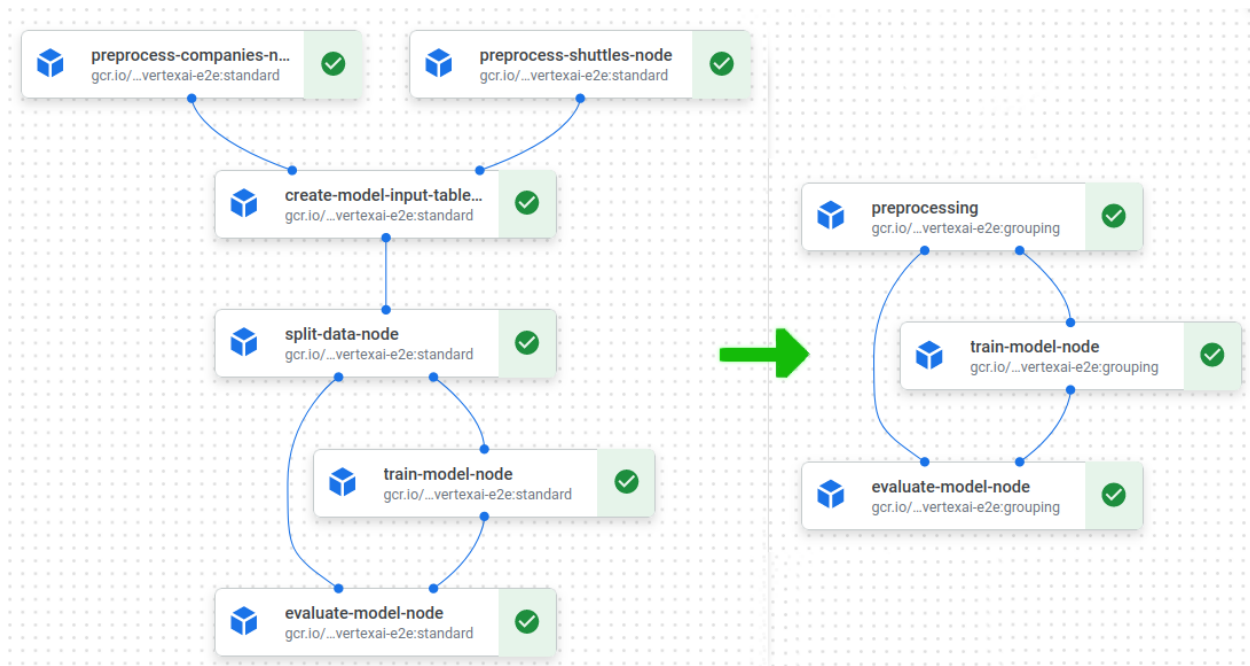 preprocess-companies-n...
gcr.io/...vertexai-e2e:standard
preprocess-shuttles-node
gcr.io/...vertexai-e2e:standard
create-model-input-table...
gcr.io/...vertexai-e2e:standard
split-data-node
gcr.io/...vertexai-e2e:standard
train-model-node
gcr.io/...vertexai-e2e:standard
evaluate-model-node
gcr.io/...vertexai-e2e:standard
preprocessing
gcr.io/...vertexai-e2e:grouping
train-model-node
gcr.io/...vertexai-e2e:grouping
evaluate-model-node
gcr.io/...vertexai-e2e:grouping